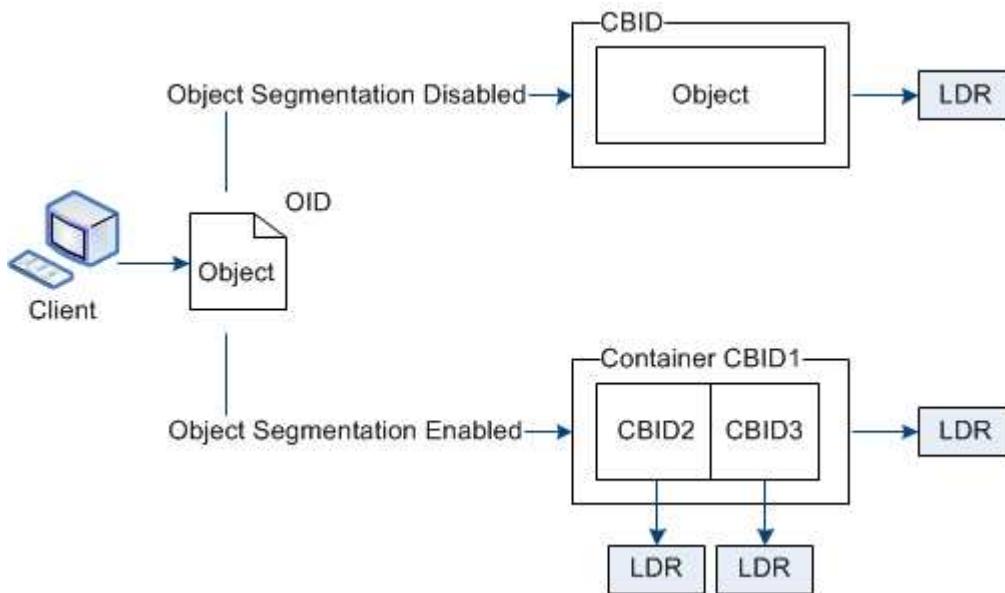 CBID
Object Segmentation Disabled
Object
LDR
OID
Object
Client
Container CBID1
Object Segmentation Enabled
CBID2
CBID3
LDR
LDR
LDR